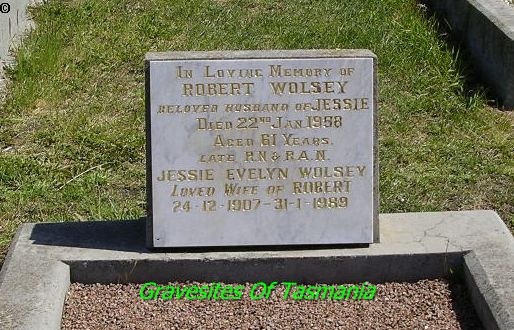 ©
In Loving Memory of
ROBERT WOLSEY
BELOVED HUSBAND OF JESSIE
DIED 22ND JAN. 1958
AGED 61 YEARS.
LATE R.N. & R.A.N.
JESSIE EVELYN WOLSEY
LOVED WIFE OF ROBERT
24-12-1907-31-1-1989
Gravesites Of Tasmania